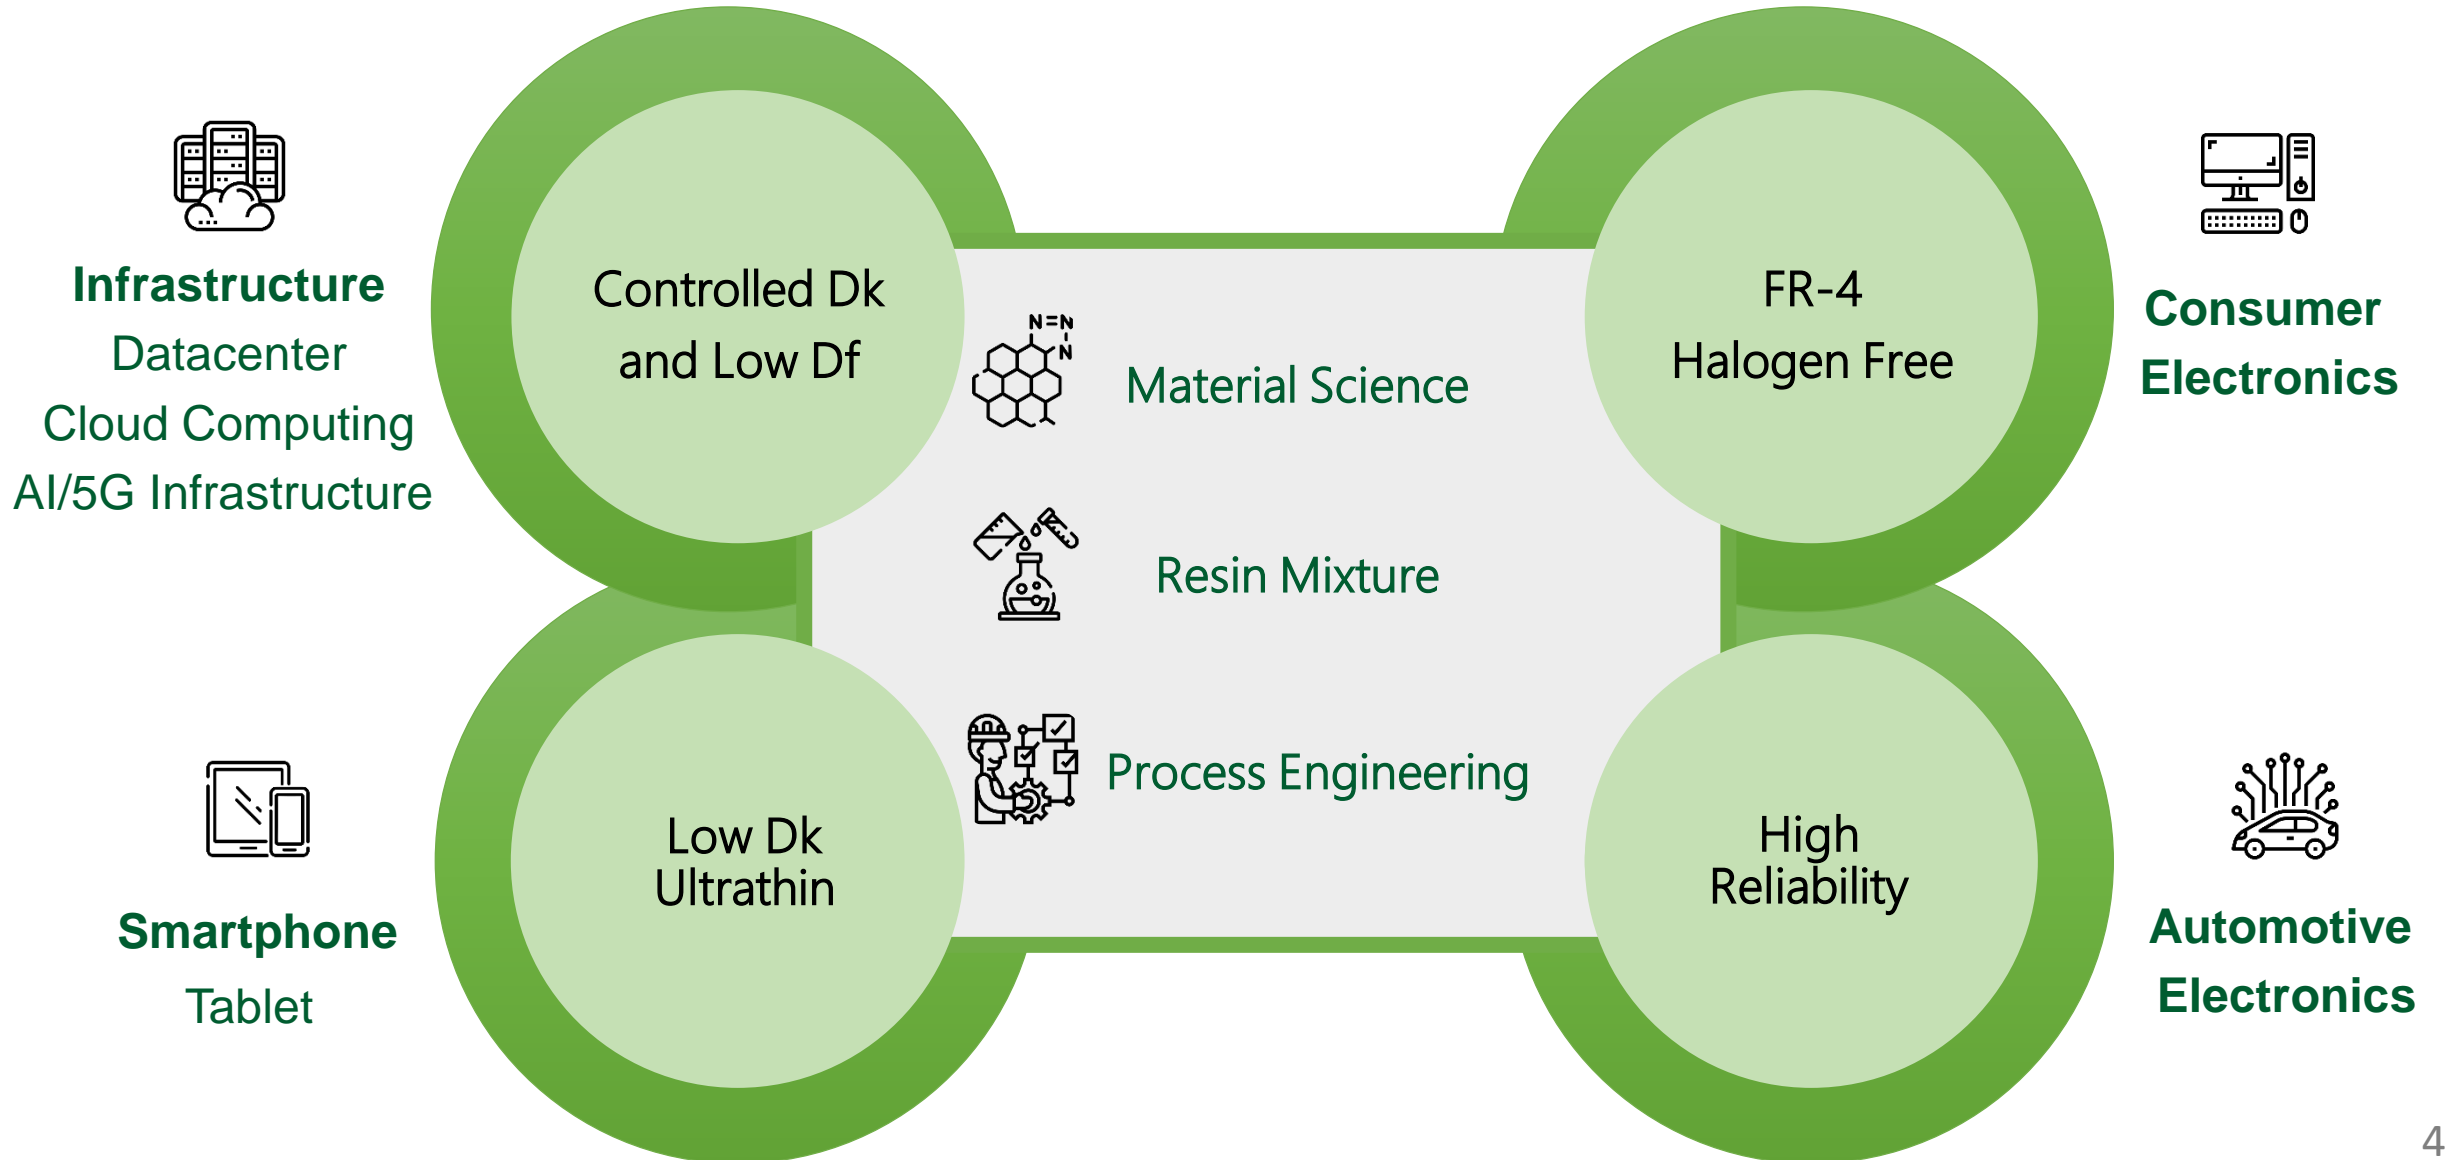 Infrastructure
Datacenter
Cloud Computing
AI/5G Infrastructure
Controlled Dk
and Low Df
N=N
N
Material Science
Resin Mixture
Process Engineering
FR-4
Halogen Free
Consumer
Electronics
Smartphone
Tablet
Low Dk
Ultrathin
High
Reliability
Automotive
Electronics
4